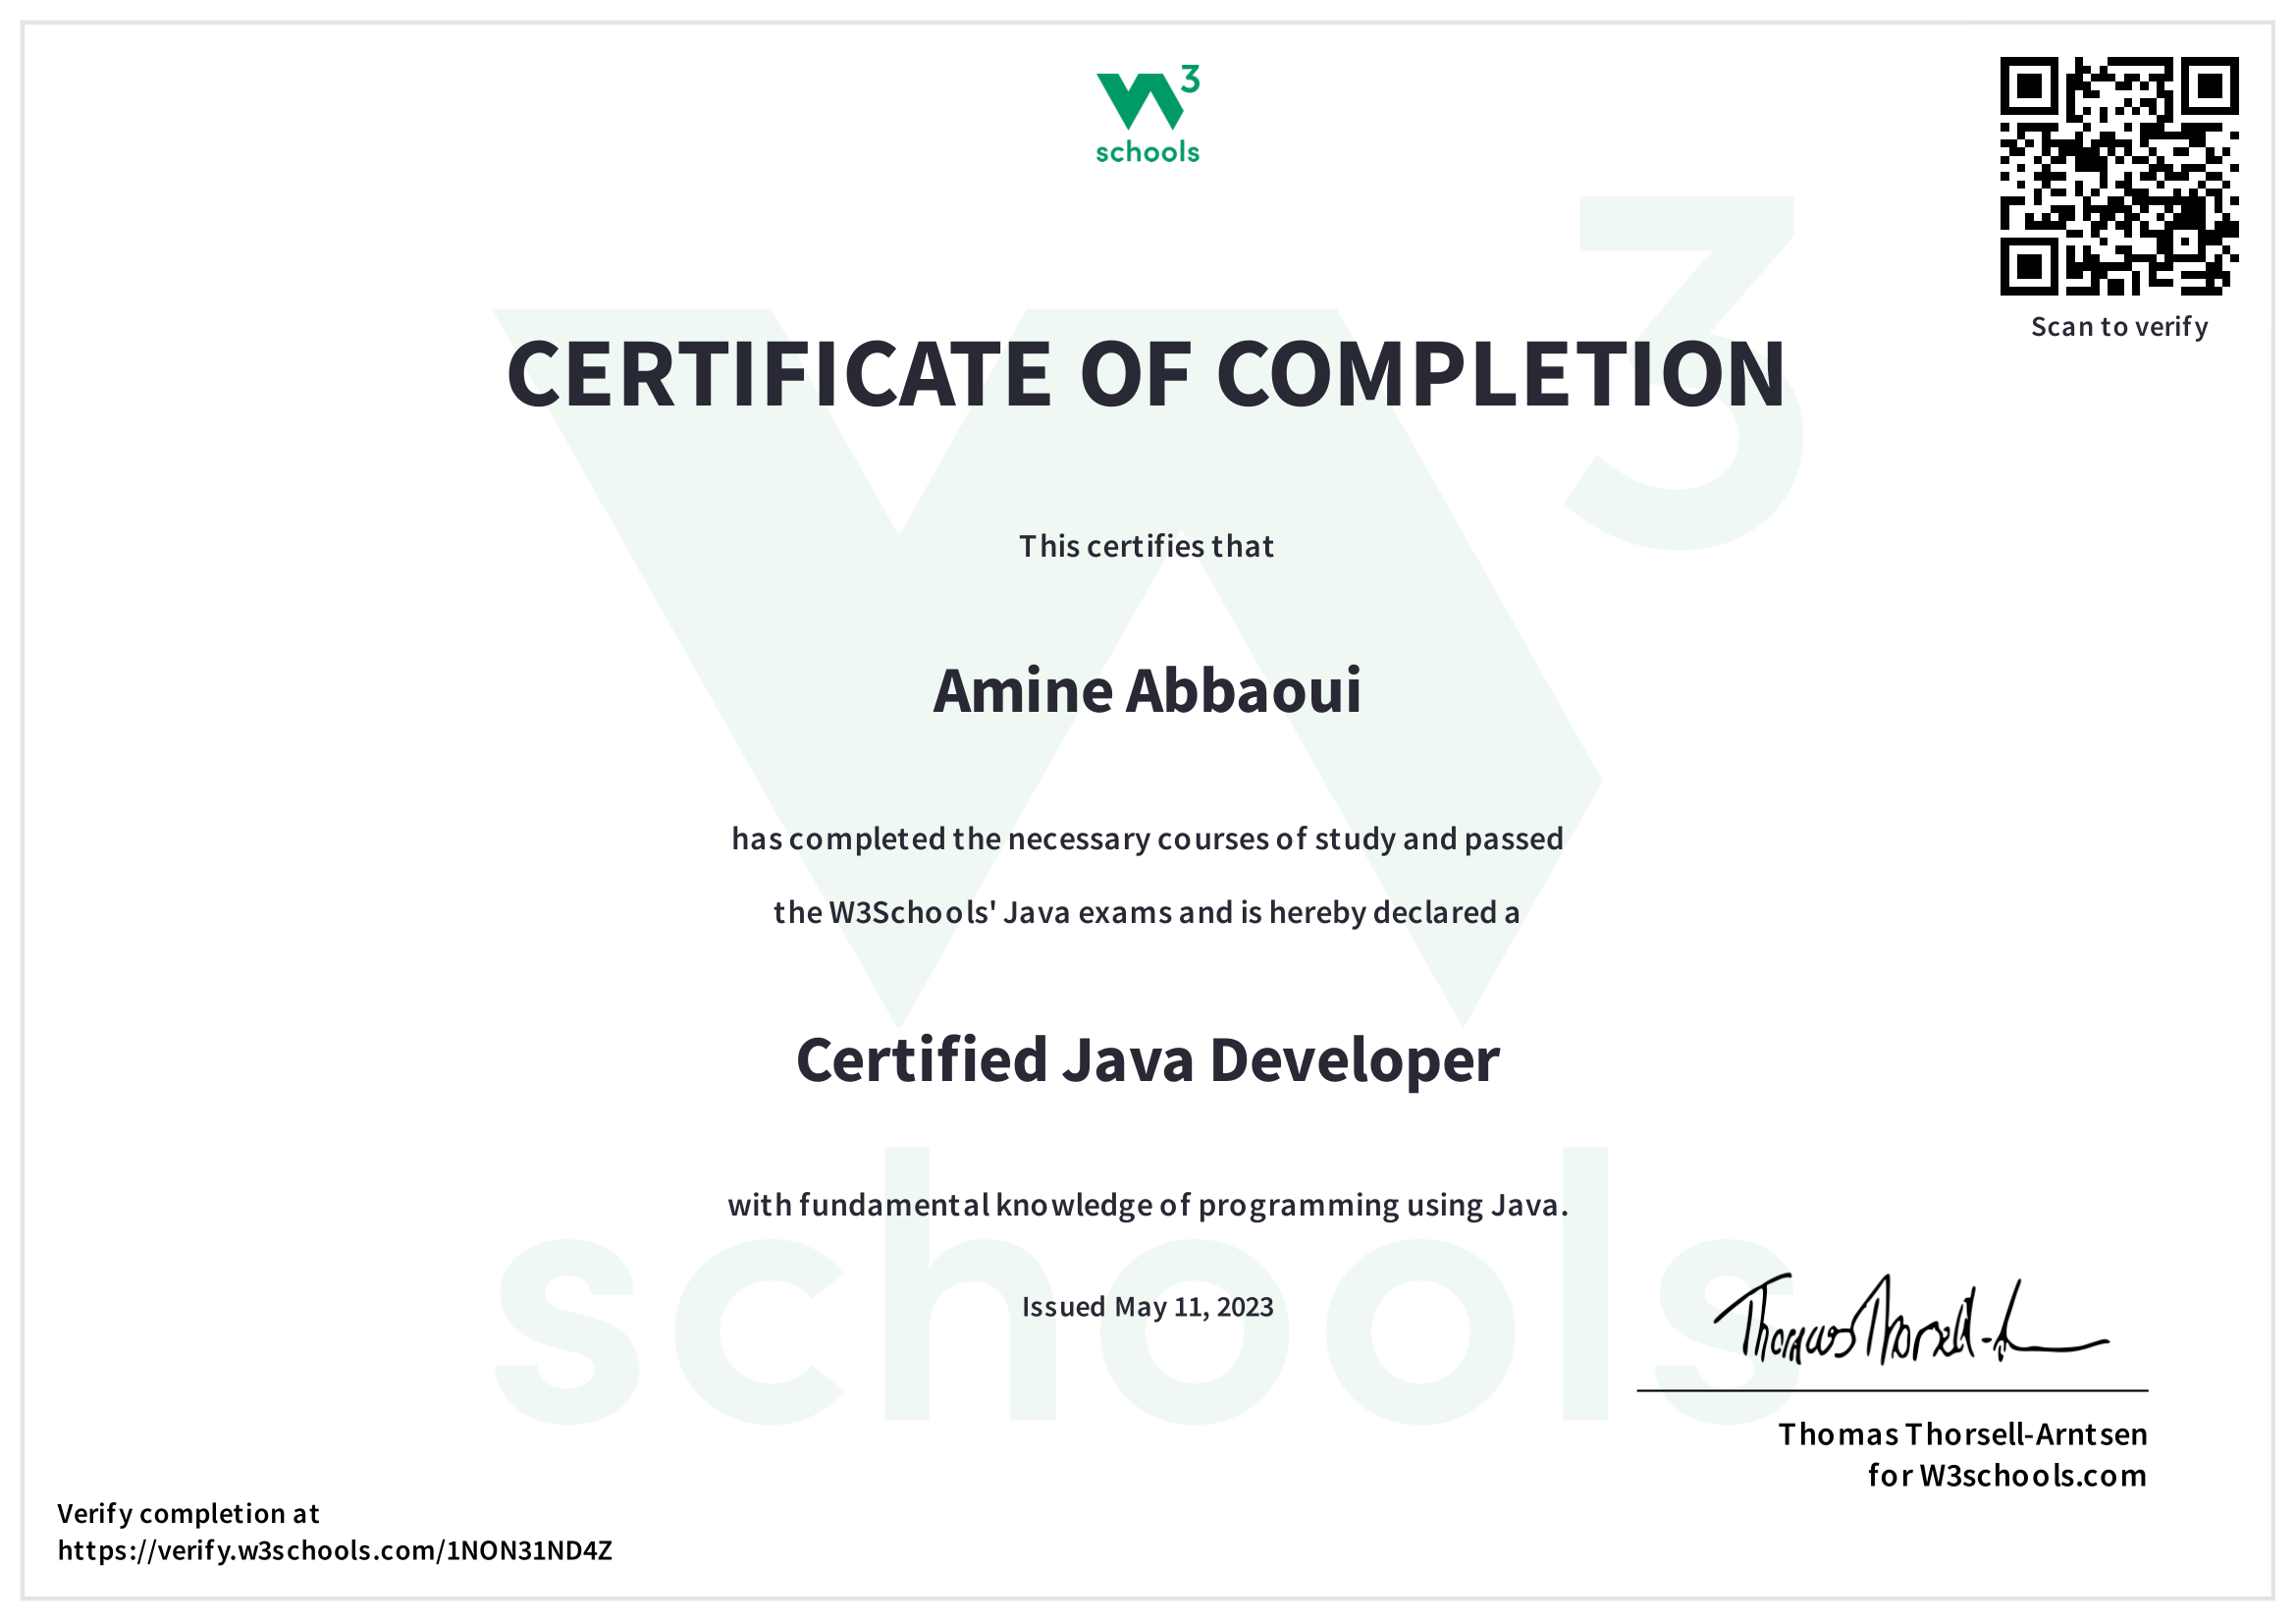 w3
schools
Scan to verify
CERTIFICATE OF COMPLETION
This certifies that
Amine Abbaoui
has completed the necessary courses of study and passed
the W3Schools' Java exams and is hereby declared a
Certified Java Developer
with fundamental knowledge of programming using Java.
Issued May 11, 2023
Thomas Thorsell-A
Thomas Thorsell-Arntsen
for W3schools.com
Verify completion at
https://verify.w3schools.com/1NON31ND4Z
w3
schools